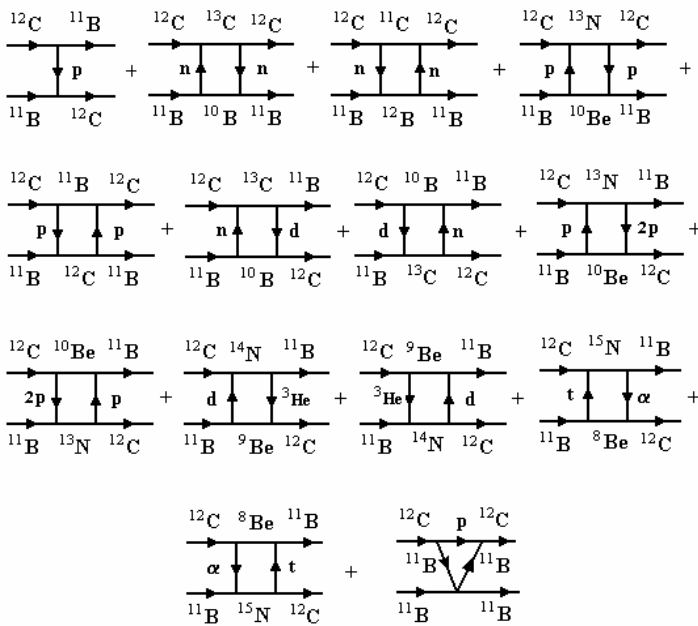 ¹²C ¹¹B ¹²C ¹³C ¹²C ¹²C ¹¹C ¹²C ¹²C ¹³N ¹²C
p + n n + n n + p p +
¹¹B ¹²C ¹¹B ¹⁰B ¹¹B ¹¹B ¹²B ¹¹B ¹¹B ¹⁰Be ¹¹B
¹²C ¹¹B ¹²C ¹²C ¹³C ¹¹B ¹²C ¹⁰B ¹¹B ¹²C ¹³N ¹¹B
p p + n d + d n + p 2p +
¹¹B ¹²C ¹¹B ¹¹B ¹⁰B ¹²C ¹¹B ¹³C ¹²C ¹¹B ¹⁰Be ¹²C
¹²C ¹⁰Be ¹¹B ¹²C ¹⁴N ¹¹B ¹²C ⁹Be ¹¹B ¹²C ¹⁵N ¹¹B
2p p + d ³He + ³He d + t α +
¹¹B ¹³N ¹²C ¹¹B ⁹Be ¹²C ¹¹B ¹⁴N ¹²C ¹¹B ⁸Be ¹²C
¹²C ⁸Be ¹¹B ¹²C p ¹²C
α t + ¹¹B ¹¹B
¹¹B ¹⁵N ¹²C ¹¹B ¹¹B